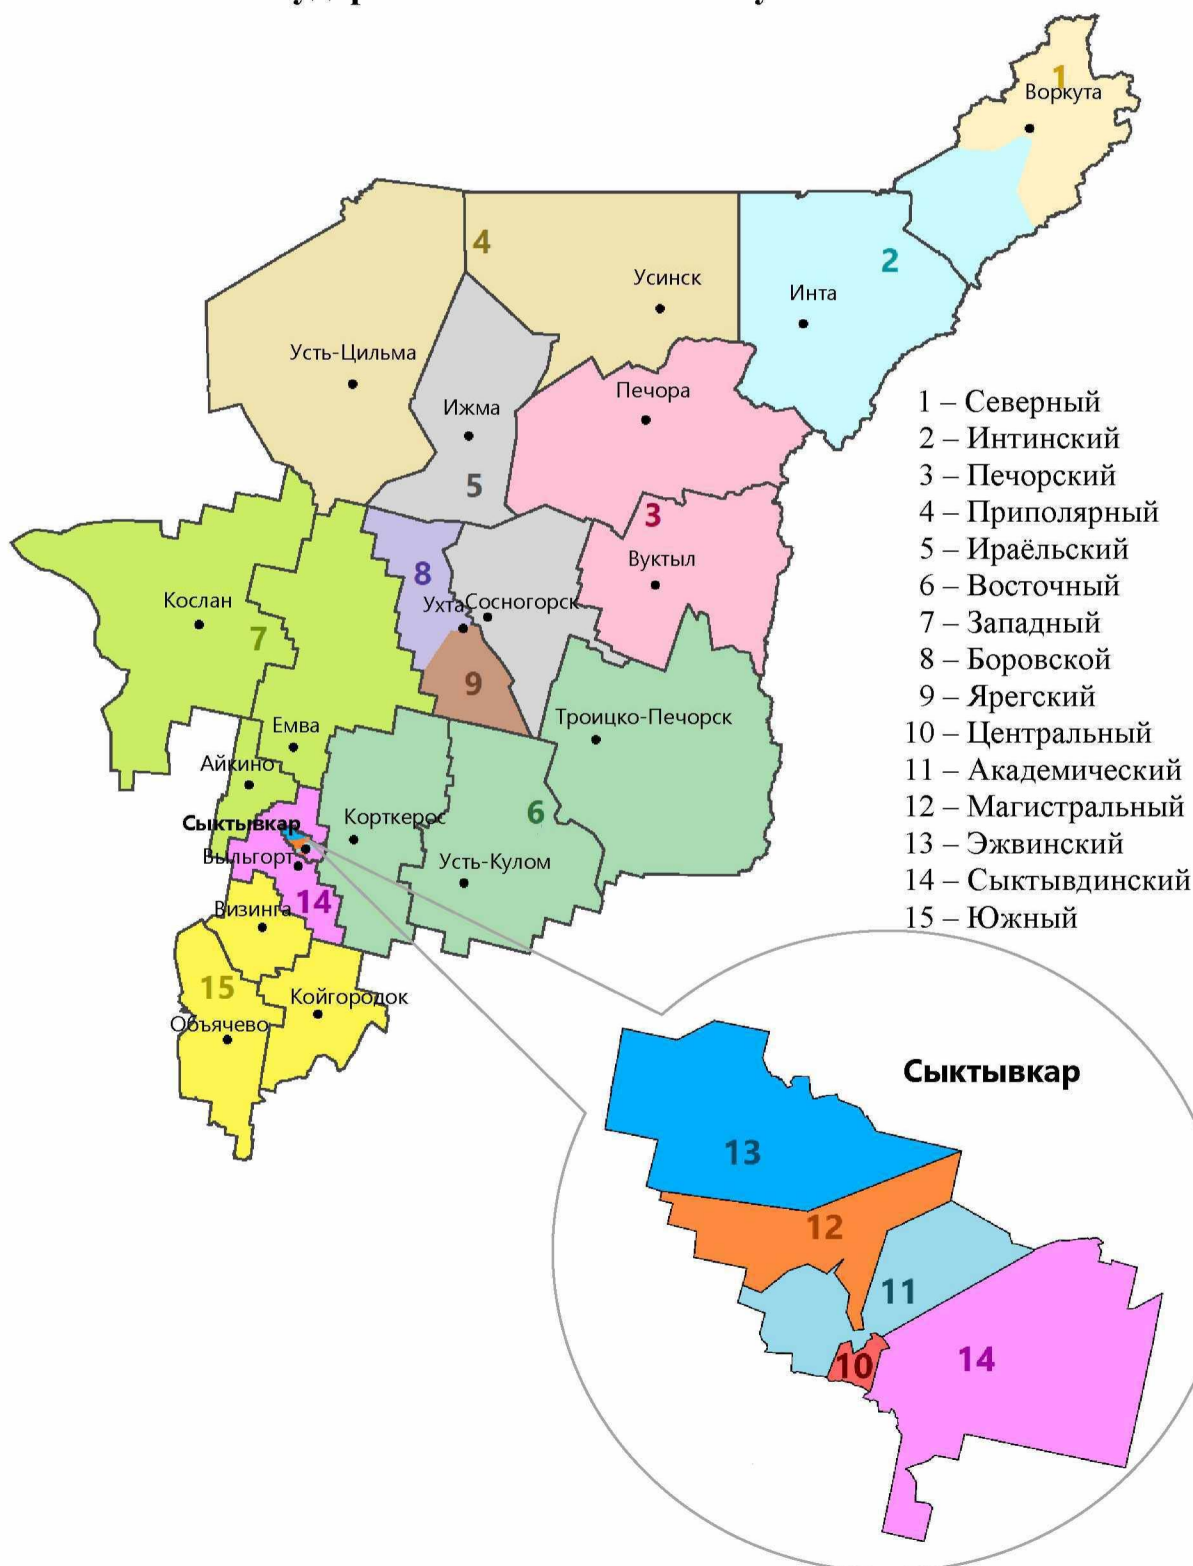 1
Воркута
4
2
Усинск
Инта
Усть-Цильма
Печора
Ижма
5
3
1 – Северный
2 – Интинский
3 – Печорский
4 – Приполярный
5 – Ираёльский
6 – Восточный
7 – Западный
8 – Боровской
9 – Ярегский
10 – Центральный
11 – Академический
12 – Магистральный
13 – Эжвинский
14 – Сыктывдинский
15 – Южный
Вуктыл
8
Кослан
Ухта
Сосногорск
7
9
Емва
Троицко-Печорск
Айкино
Сыктывкар
Корткерос
6
Выльгорт
Усть-Кулом
14
Визинга
15
Койгородок
Объячево
Сыктывкар
13
12
11
10
14